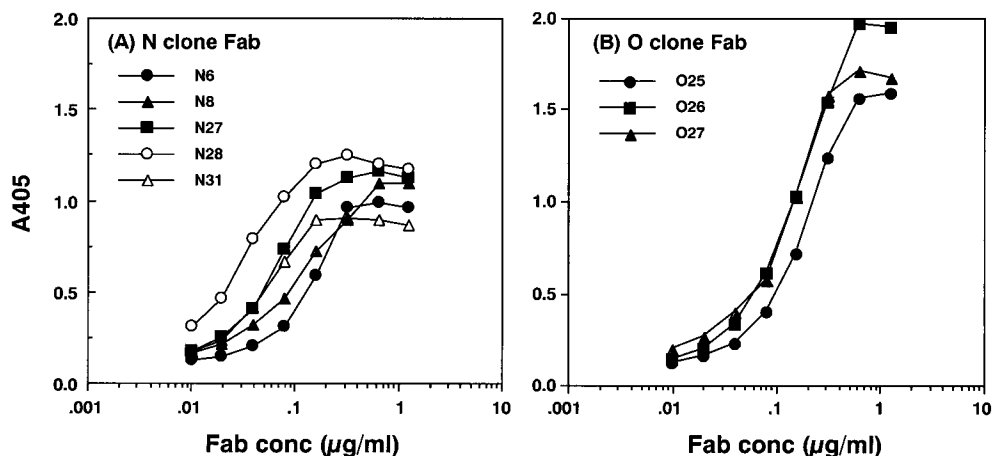 (A) N clone Fab
N6
N8
N27
N28
N31
A405
2.0
1.5
1.0
0.5
0.0
.001
.01
.1
1
10
Fab conc (µg/ml)
(B) O clone Fab
O25
O26
O27
2.0
1.5
1.0
0.5
0.0
.001
.01
.1
1
10
Fab conc (µg/ml)